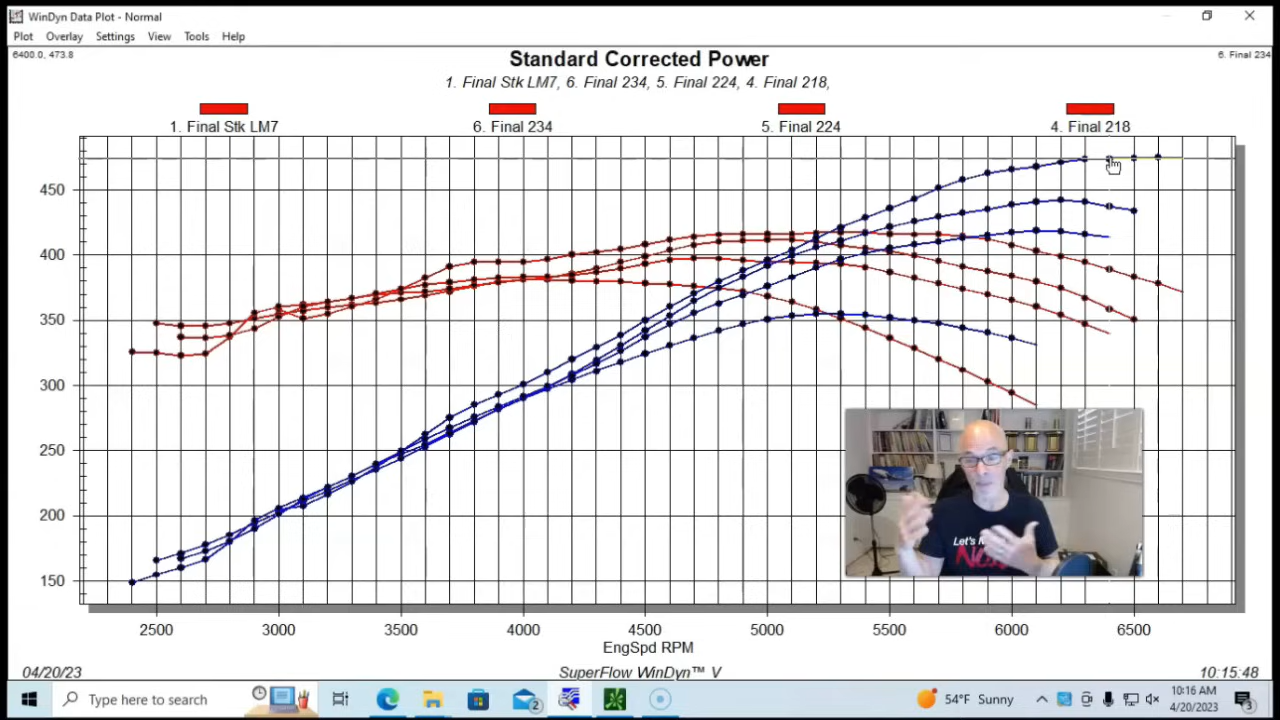 WinDyn Data Plot - Normal
Plot Overlay Settings View Tools Help
6400.0, 473.8
6. Final 234
Standard Corrected Power
1. Final Stk LM7, 6. Final 234, 5. Final 224, 4. Final 218,
1. Final Stk LM7
6. Final 234
5. Final 224
4. Final 218
450
400
350
300
250
200
150
2500 3000 3500 4000 4500 5000 5500 6000 6500
EngSpd RPM
Let's
04/20/23
SuperFlow WinDyn™ V
10:15:48
Type here to search
2
54°F Sunny
10:16 AM
4/20/2023
3